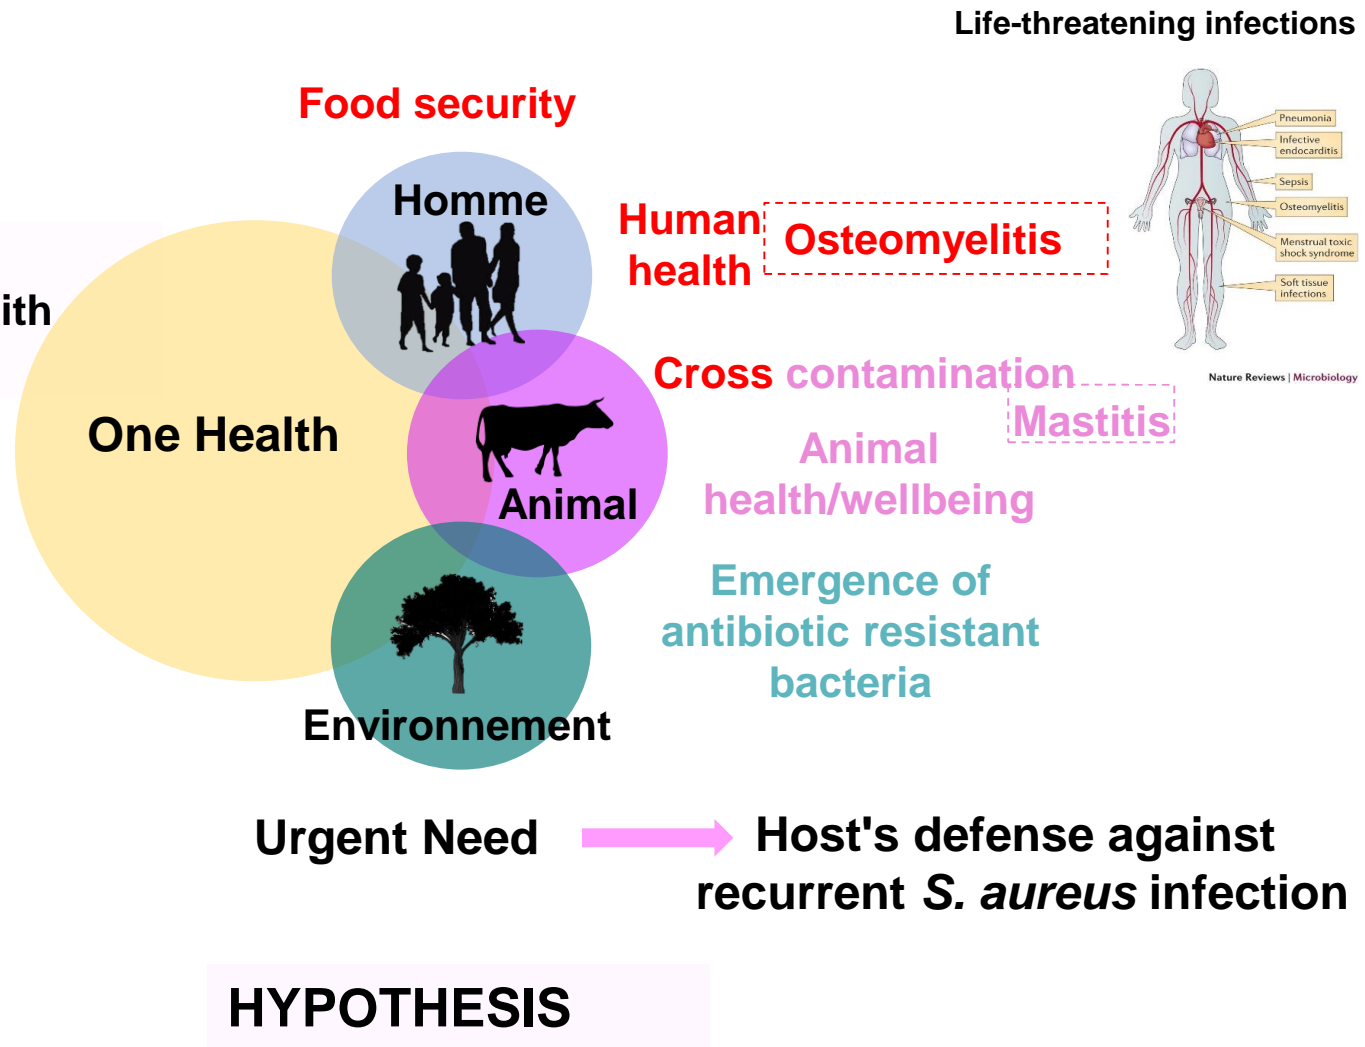 Life-threatening infections
Food security
Pneumonia
Infective
endocarditis
Sepsis
Osteomyelitis
Menstrual toxic
shock syndrome
Soft tissue
infections
Nature Reviews | Microbiology
Homme
Human
health
Osteomyelitis
ith
One Health
Cross contamination
Mastitis
Animal
health/wellbeing
Animal
Emergence of
antibiotic resistant
bacteria
Environnement
Urgent Need
Host's defense against
recurrent S. aureus infection
HYPOTHESIS